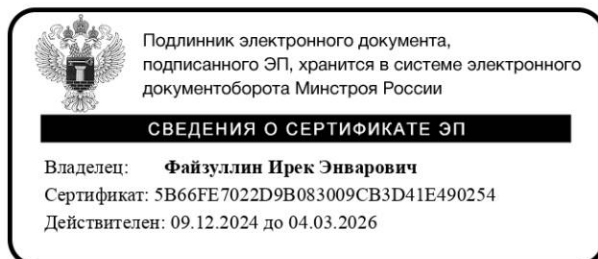 Подлинник электронного документа,
подписанного ЭП, хранится в системе электронного
документоборота Минстроя России
СВЕДЕНИЯ О СЕРТИФИКАТЕ ЭП
Владелец: Файзуллин Ирек Энварович
Сертификат: 5B66FE7022D9B083009CB3D41E490254
Действителен: 09.12.2024 до 04.03.2026